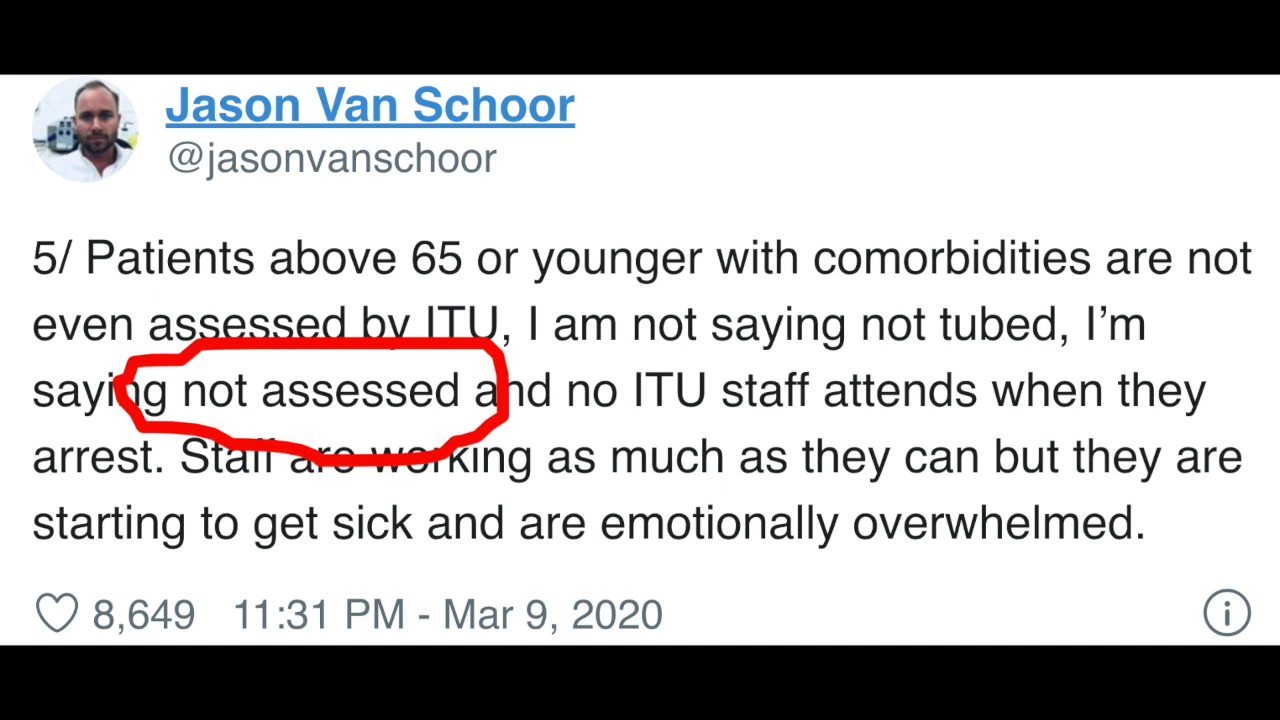 Jason Van Schoor
@jasonvanschoor
5/ Patients above 65 or younger with comorbidities are not
even assessed by ITU, I am not saying not tubed, I’m
saying not assessed and no ITU staff attends when they
arrest. Staff are working as much as they can but they are
starting to get sick and are emotionally overwhelmed.
8,649 11:31 PM - Mar 9, 2020